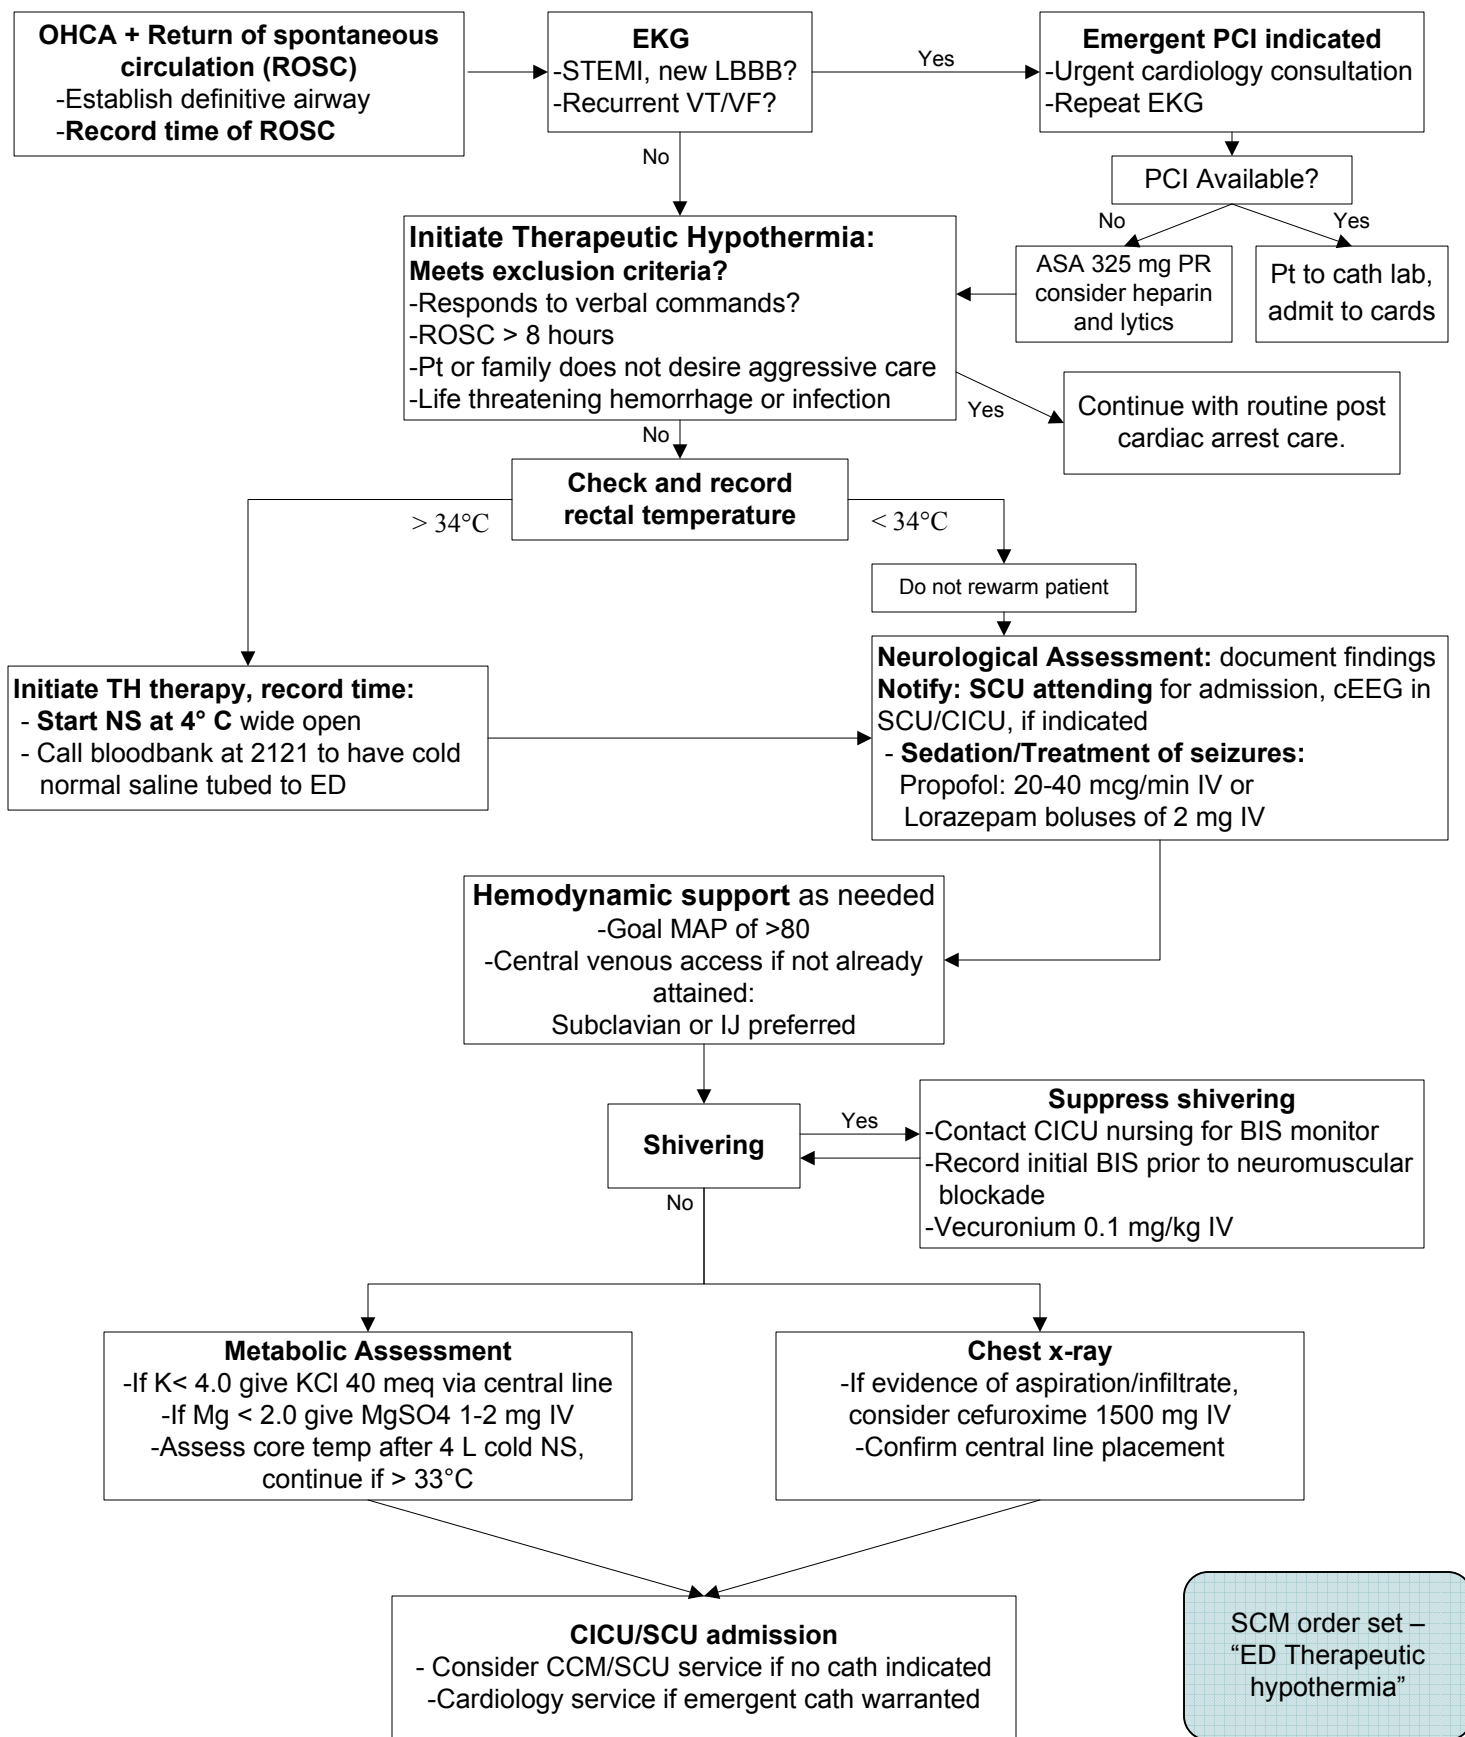 OHCA + Return of spontaneous
circulation (ROSC)
-Establish definitive airway
-Record time of ROSC
EKG
-STEMI, new LBBB?
-Recurrent VT/VF?
Yes
Emergent PCI indicated
-Urgent cardiology consultation
-Repeat EKG
No
PCI Available?
No
Yes
ASA 325 mg PR
consider heparin
and lytics
Pt to cath lab,
admit to cards
Initiate Therapeutic Hypothermia:
Meets exclusion criteria?
-Responds to verbal commands?
-ROSC > 8 hours
-Pt or family does not desire aggressive care
-Life threatening hemorrhage or infection
Yes
Continue with routine post
cardiac arrest care.
No
Check and record
rectal temperature
> 34°C
< 34°C
Do not rewarm patient
Initiate TH therapy, record time:
- Start NS at 4° C wide open
- Call bloodbank at 2121 to have cold
normal saline tubed to ED
Neurological Assessment: document findings
Notify: SCU attending for admission, cEEG in
SCU/CICU, if indicated
- Sedation/Treatment of seizures:
Propofol: 20-40 mcg/min IV or
Lorazepam boluses of 2 mg IV
Hemodynamic support as needed
-Goal MAP of >80
-Central venous access if not already
attained:
Subclavian or IJ preferred
Shivering
Yes
No
Suppress shivering
-Contact CICU nursing for BIS monitor
-Record initial BIS prior to neuromuscular
blockade
-Vecuronium 0.1 mg/kg IV
Metabolic Assessment
-If K< 4.0 give KCl 40 meq via central line
-If Mg < 2.0 give MgSO4 1-2 mg IV
-Assess core temp after 4 L cold NS,
continue if > 33°C
Chest x-ray
-If evidence of aspiration/infiltrate,
consider cefuroxime 1500 mg IV
-Confirm central line placement
CICU/SCU admission
- Consider CCM/SCU service if no cath indicated
-Cardiology service if emergent cath warranted
SCM order set –
“ED Therapeutic
hypothermia”